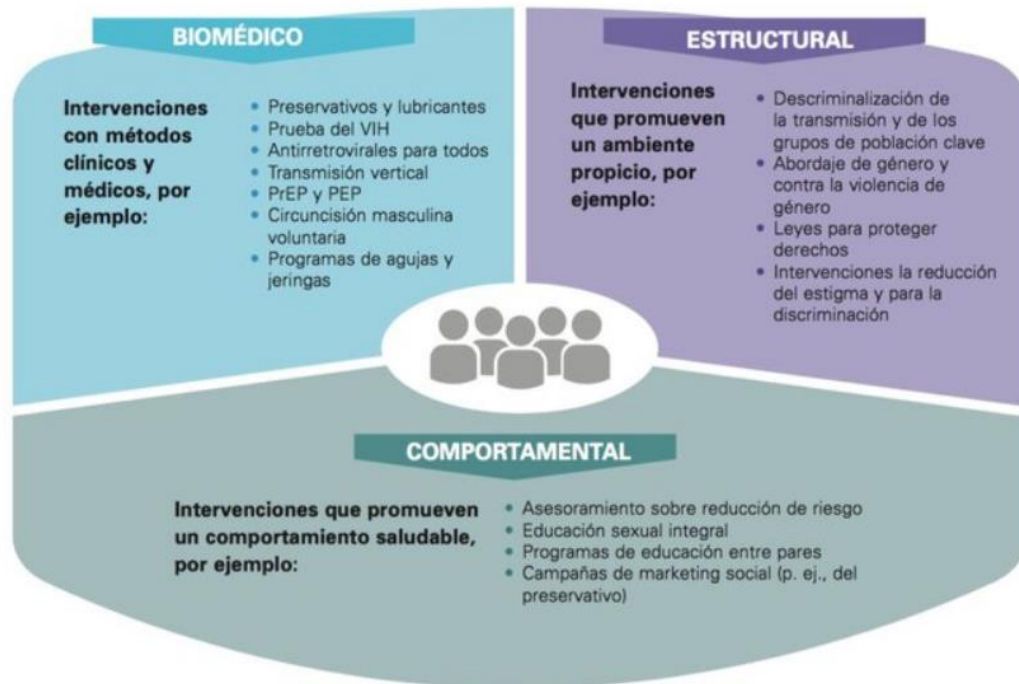 BIOMÉDICO
Intervenciones
con métodos
clínicos y
médicos, por
ejemplo:
• Preservativos y lubricantes
• Prueba del VIH
• Antirretrovirales para todos
• Transmisión vertical
• PrEP y PEP
• Circuncisión masculina
voluntaria
• Programas de agujas y
jeringas
ESTRUCTURAL
Intervenciones
que promueven
un ambiente
propicio, por
ejemplo:
• Descriminalización de
la transmisión y de los
grupos de población clave
• Abordaje de género y
contra la violencia de
género
• Leyes para proteger
derechos
• Intervenciones la reducción
del estigma y para la
discriminación
COMPORTAMENTAL
Intervenciones que promueven
un comportamiento saludable,
por ejemplo:
• Asesoramiento sobre reducción de riesgo
• Educación sexual integral
• Programas de educación entre pares
• Campañas de marketing social (p. ej., del
preservativo)